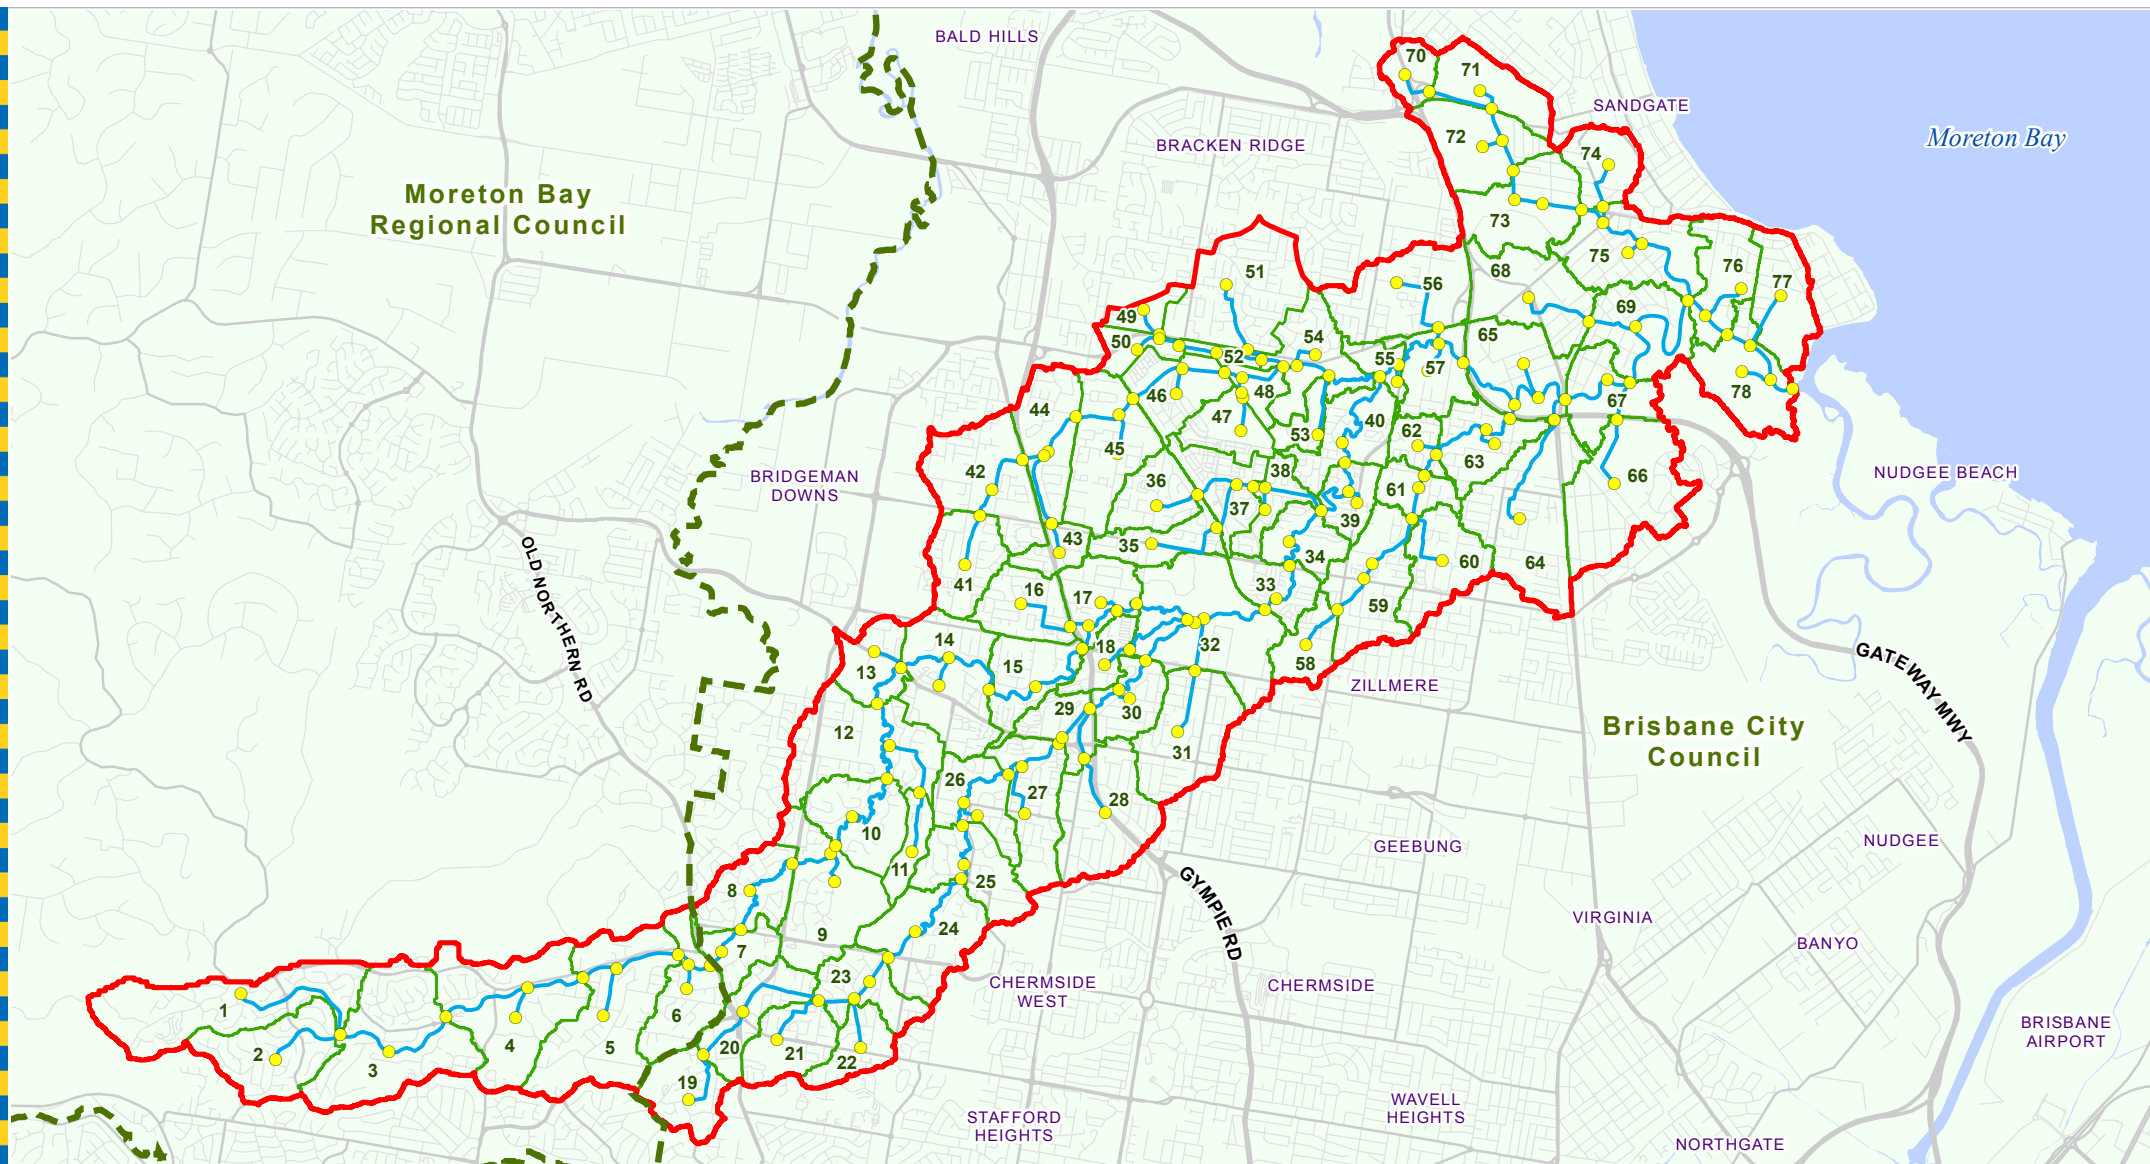 BALD HILLS
70
71
SANDGATE
Moreton Bay
BRACKEN RIDGE
72
74
Moreton Bay
Regional Council
73
75
76
77
68
51
56
69
49
50
54
65
52
55
57
46
48
78
44
47
40
67
45
53
62
42
63
38
66
NUDGEE BEACH
BRIDGEMAN
DOWNS
36
61
37
39
43
35
34
60
64
41
OLD NORTHERN RD
16
17
33
59
14
18
32
13
15
58
GATEWAY MWY
ZILLMERE
29
30
Brisbane City
Council
12
31
26
27
28
10
GEEBUNG
NUDGEE
11
8
25
GYMPIE RD
VIRGINIA
24
9
BANYO
7
23
CHERMSIDE
WEST
CHERMSIDE
1
6
BRISBANE
AIRPORT
4
5
20
21
2
22
3
19
WAVELL
HEIGHTS
STAFFORD
HEIGHTS
NORTHGATE